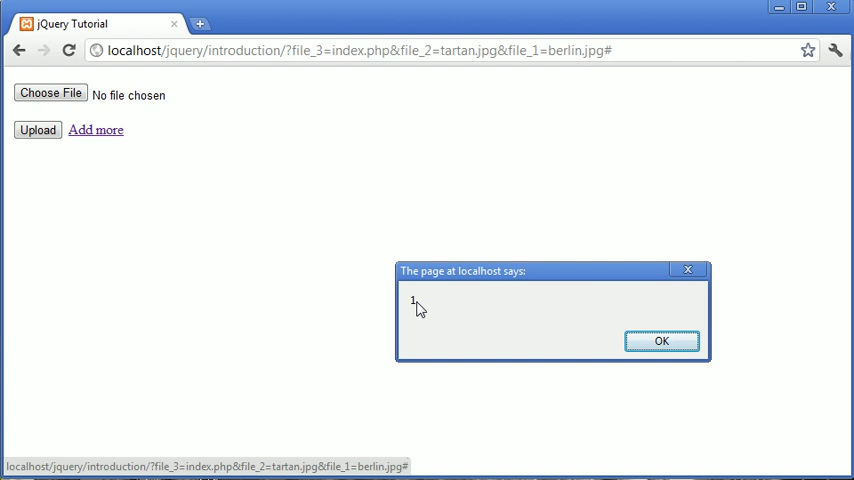 jQuery Tutorial
localhost/jquery/introduction/?file_3=index.php&file_2=tartan.jpg&file_1=berlin.jpg#
Choose File No file chosen
Upload Add more
The page at localhost says:
1
OK
localhost/jquery/introduction/?file_3=index.php&file_2=tartan.jpg&file_1=berlin.jpg#